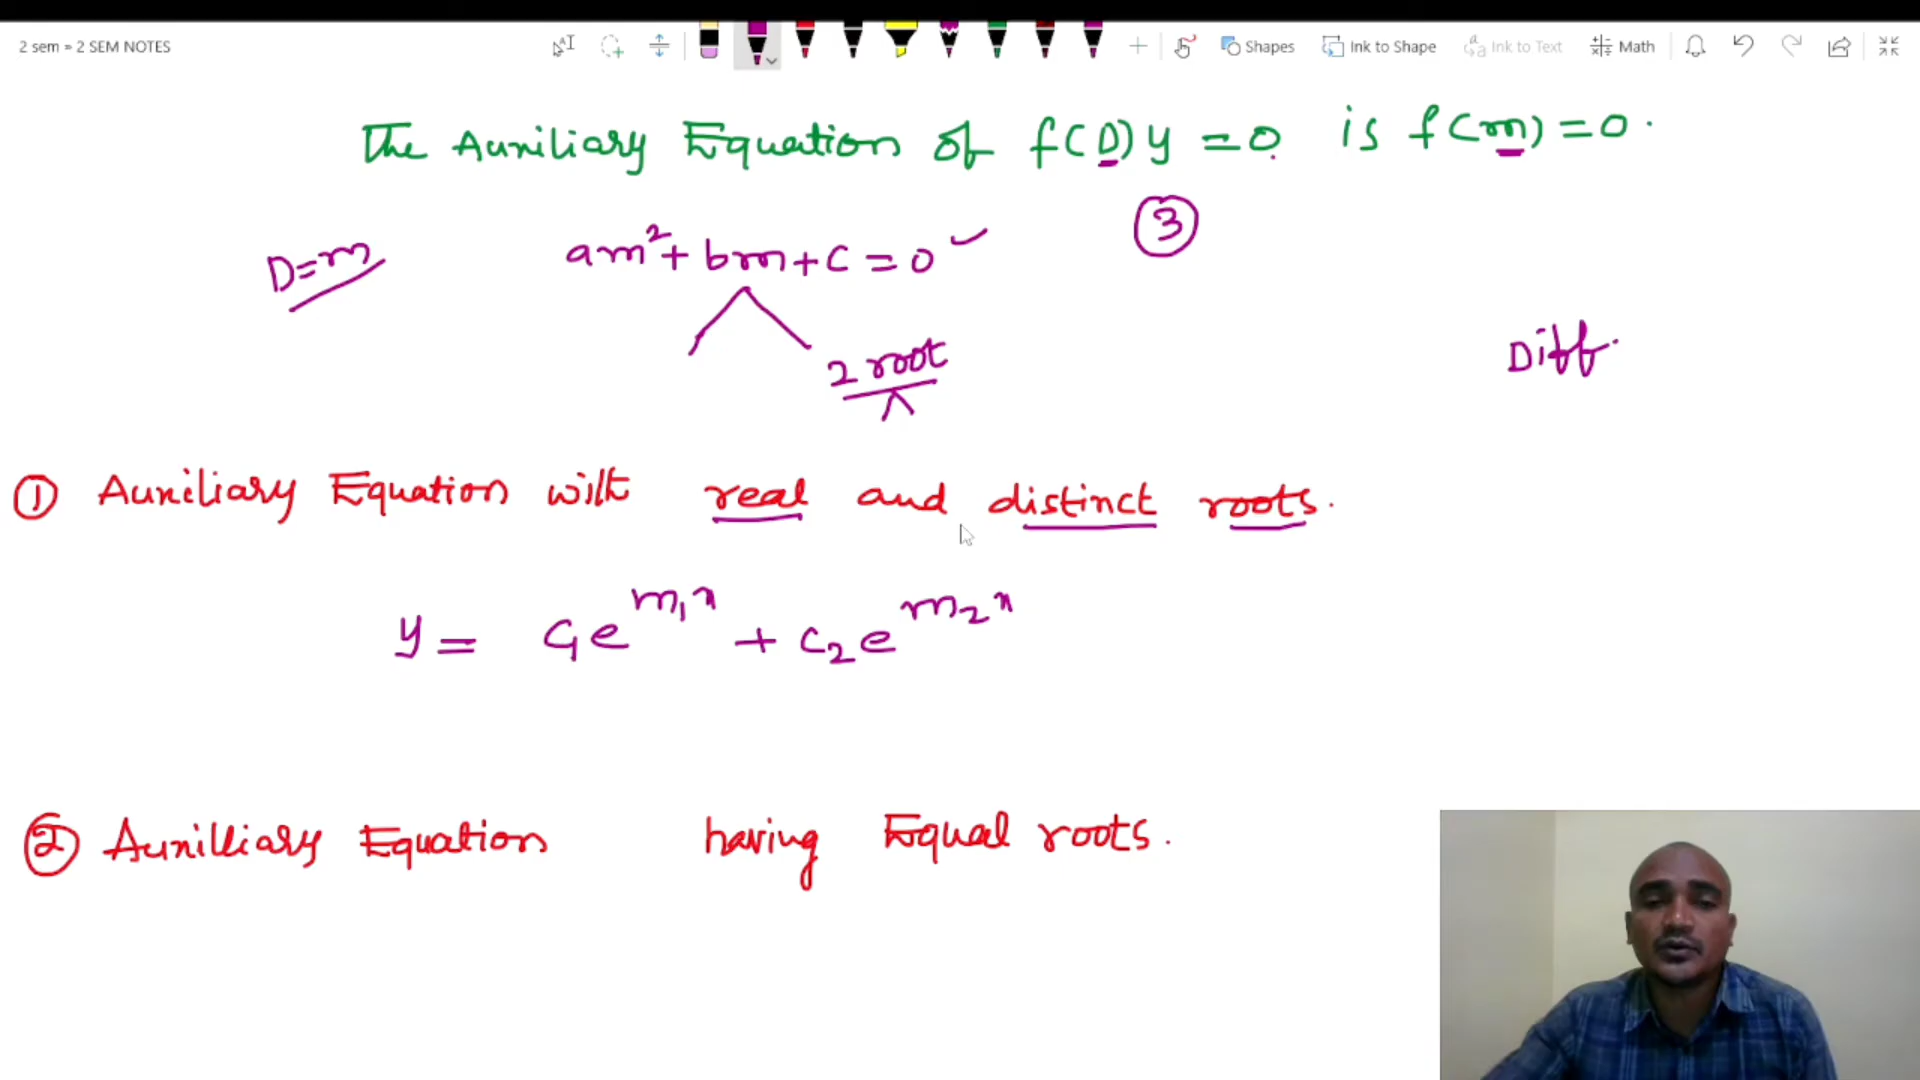 2 sem » 2 SEM NOTES
Shapes Ink to Shape Ink to Text Math
The Auxiliary Equation of f(D)y = 0 is f(m) = 0.
D=m am²+ bm+c = 0 3
2 root
Diff.
① Auxiliary Equation with real and distinct roots.
y = C₁e^m₁x + C₂e^m₂x
② Auxilliary Equation having Equal roots.